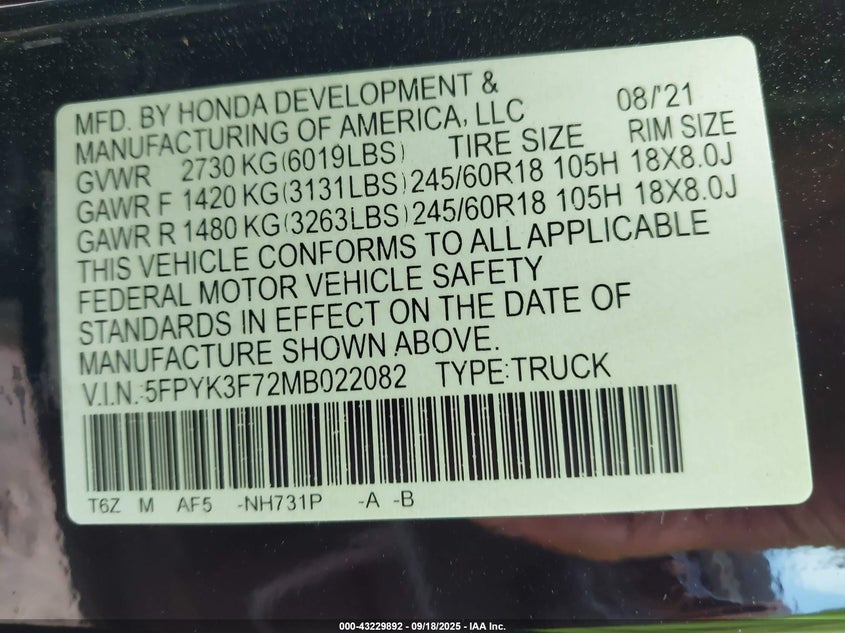 MFD. BY HONDA DEVELOPMENT & 08/'21
MANUFACTURING OF AMERICA, LLC
GVWR 2730 KG(6019LBS) TIRE SIZE RIM SIZE
GAWR F 1420 KG(3131LBS) 245/60R18 105H 18X8.0J
GAWR R 1480 KG(3263LBS) 245/60R18 105H 18X8.0J
THIS VEHICLE CONFORMS TO ALL APPLICABLE
FEDERAL MOTOR VEHICLE SAFETY
STANDARDS IN EFFECT ON THE DATE OF
MANUFACTURE SHOWN ABOVE.
V.I.N.:5FPYK3F72MB022082 TYPE:TRUCK
T6Z M AF5 -NH731P -A -B
000-43229892 - 09/18/2025 - IAA Inc.